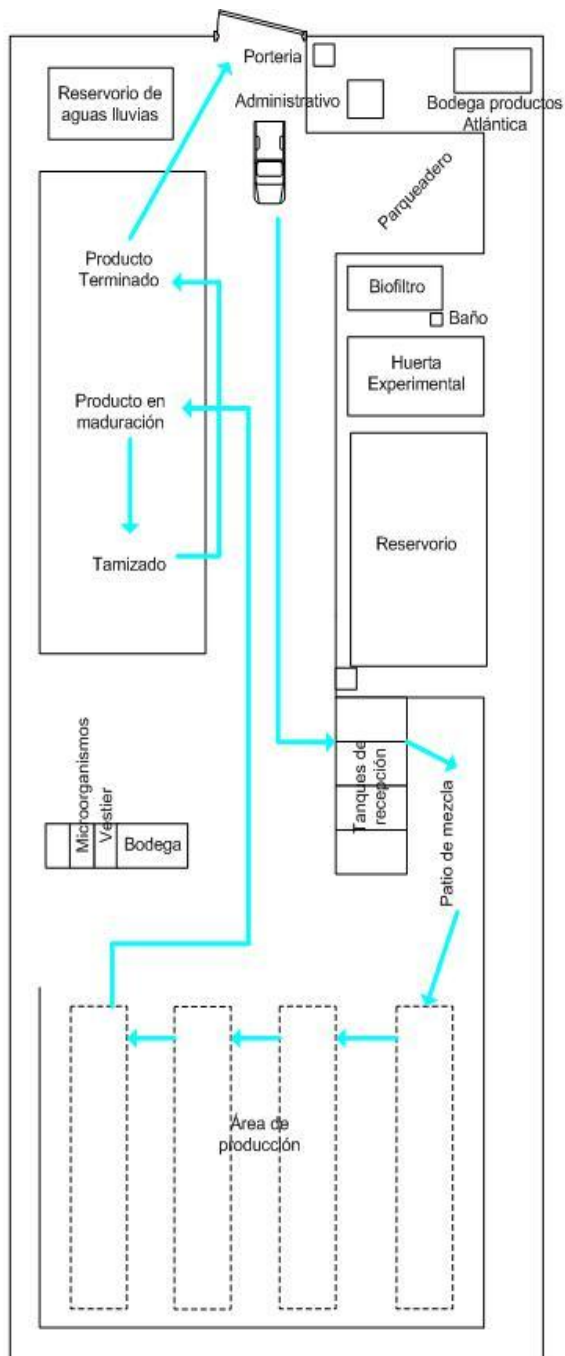 Porteria
Reservorio de
aguas lluvias
Administrativo
Bodega productos
Atlántica
Parqueadero
Producto
Terminado
Biofiltro
Baño
Huerta
Experimental
Producto en
maduración
Reservorio
Tamizado
Microorganismos
Vestier
Bodega
Tanques de
recepción
Patio de mezcla
Área de
producción